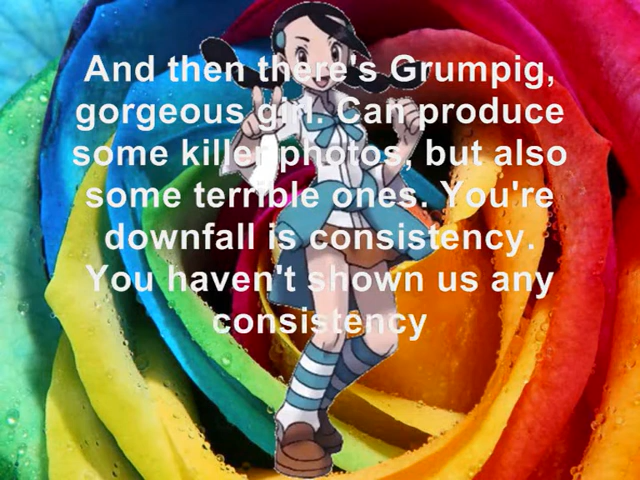 And then there's Grumpig,
gorgeous girl. Can produce
some killer photos, but also
some terrible ones. You're
downfall is consistency.
You haven't shown us any
consistency